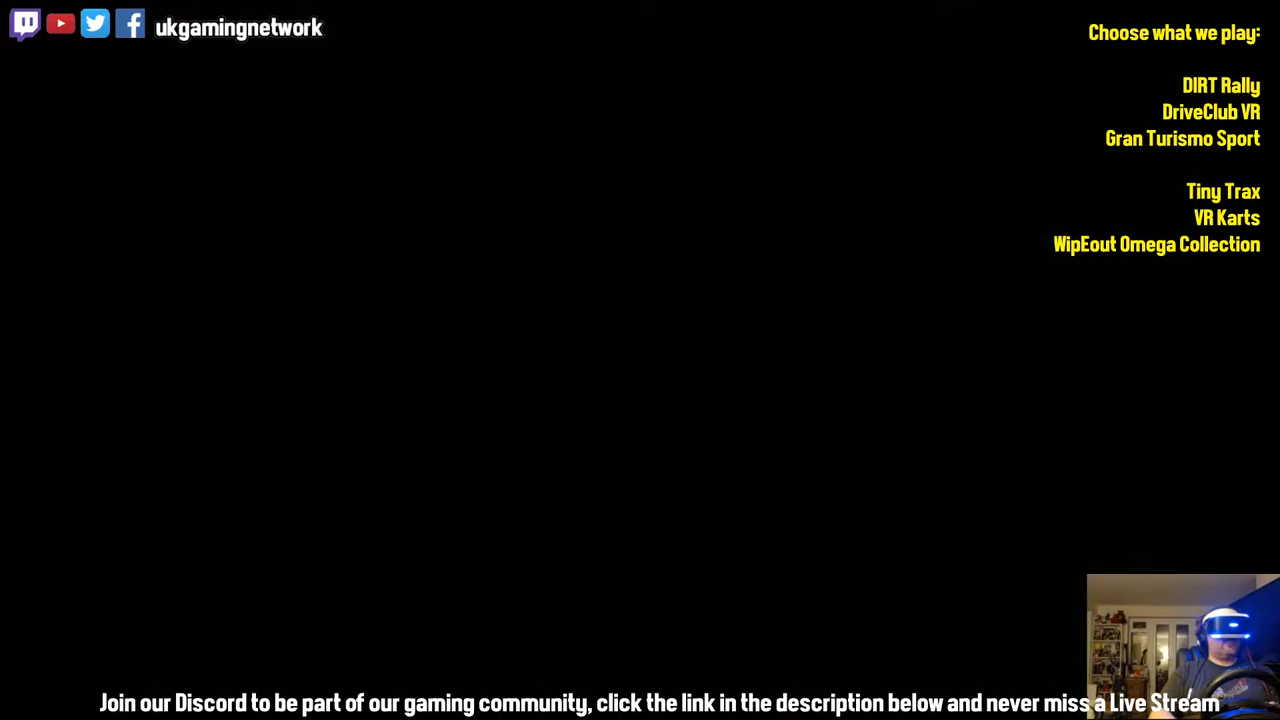 ukgamingnetwork
Choose what we play:
DIRT Rally
DriveClub VR
Gran Turismo Sport
Tiny Trax
VR Karts
WipEout Omega Collection
Join our Discord to be part of our gaming community, click the link in the description below and never miss a Live Stream